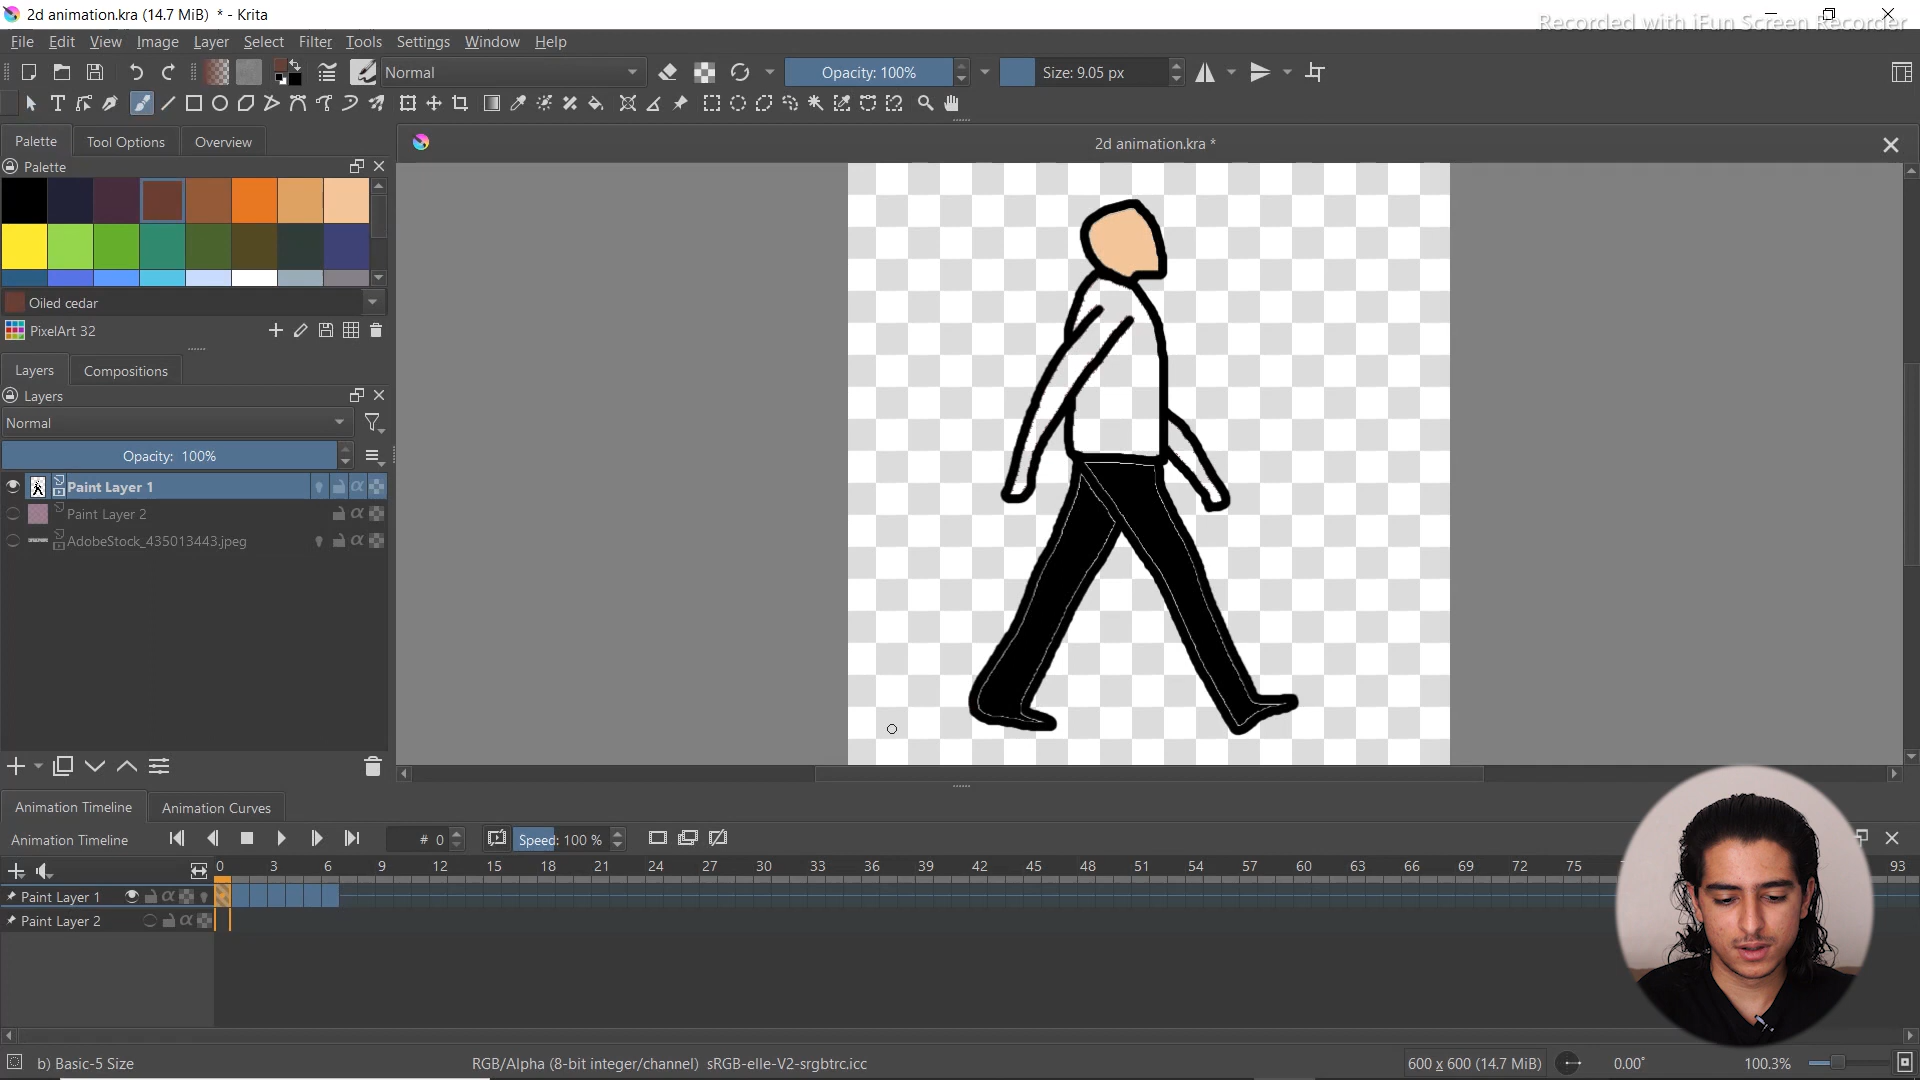 2d animation.kra (14.7 MiB) * - Krita
Recorded with iFun Screen Recorder
File Edit View Image Layer Select Filter Tools Settings Window Help
Normal Opacity: 100% Size: 9.05 px
Palette Tool Options Overview
2d animation.kra *
Palette
Oiled cedar
PixelArt 32
Layers Compositions
Layers
Normal
Opacity: 100%
Paint Layer 1
Paint Layer 2
AdobeStock_435013443.jpeg
Animation Timeline Animation Curves
Animation Timeline # 0 Speed: 100 %
0 3 6 9 12 15 18 21 24 27 30 33 36 39 42 45 48 51 54 57 60 63 66 69 72 75 93
Paint Layer 1
Paint Layer 2
b) Basic-5 Size RGB/Alpha (8-bit integer/channel) sRGB-elle-V2-srgbtrc.icc 600 x 600 (14.7 MiB) 0.00° 100.3%